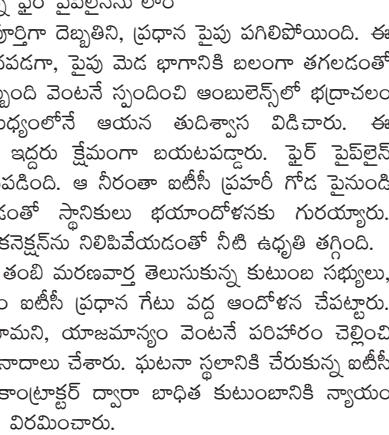 న్న ఫైర్ పైప్‌లైన్‌ను లారీ
పూర్తిగా దెబ్బతిని, ప్రధాన పైపు పగిలిపోయింది. ఈ
పడగా, పైపు మెడ భాగానికి బలంగా తగలడంతో
బ్బంది వెంటనే స్పందించి ఆంబులెన్స్‌లో భద్రాచలం
మధ్యంలోనే ఆయన తుదిశ్వాస విడిచారు. ఈ
ఇద్దరు క్షేమంగా బయటపడ్డారు. ఫైర్ పైప్‌లైన్
పడింది. ఆ నీరంతా ఐటీసీ ప్రహరీ గోడ పైనుండి
డంతో స్థానికులు భయాందోళనకు గురయ్యారు.
కనెక్షన్‌ను నిలిపివేయడంతో నీటి ఉధృతి తగ్గింది.
తంబి మరణవార్త తెలుసుకున్న కుటుంబ సభ్యులు,
ఐటీసీ ప్రధాన గేటు వద్ద ఆందోళన చేపట్టారు.
మని, యాజమాన్యం వెంటనే పరిహారం చెల్లించి
నాదాలు చేశారు. ఘటనా స్థలానికి చేరుకున్న ఐటీసీ
కాంట్రాక్టర్ ద్వారా బాధిత కుటుంబానికి న్యాయం
విరమించారు.